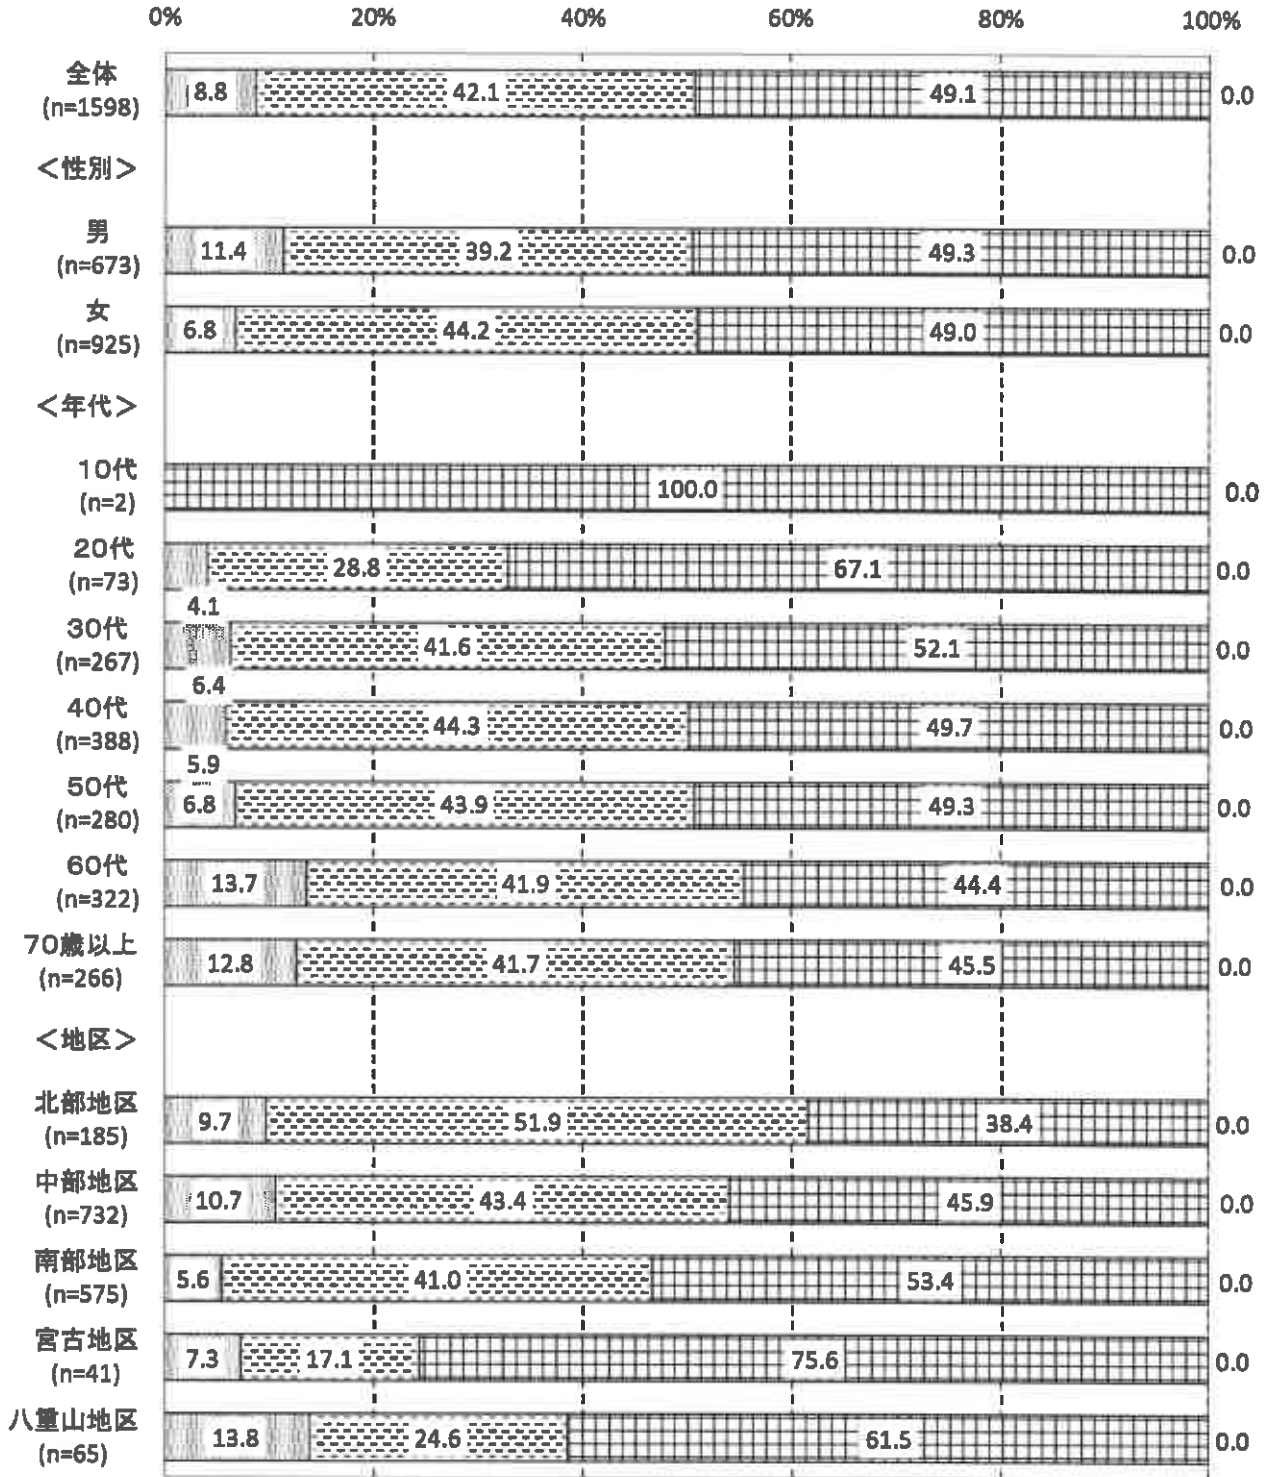 0% 20% 40% 60% 80% 100%
全体
(n=1598)
8.8 42.1 49.1 0.0
＜性別＞
男
(n=673)
11.4 39.2 49.3 0.0
女
(n=925)
6.8 44.2 49.0 0.0
＜年代＞
10代
(n=2)
100.0 0.0
20代
(n=73)
28.8 67.1 0.0
4.1
30代
(n=267)
41.6 52.1 0.0
6.4
40代
(n=388)
44.3 49.7 0.0
5.9
50代
(n=280)
6.8 43.9 49.3 0.0
60代
(n=322)
13.7 41.9 44.4 0.0
70歳以上
(n=266)
12.8 41.7 45.5 0.0
＜地区＞
北部地区
(n=185)
9.7 51.9 38.4 0.0
中部地区
(n=732)
10.7 43.4 45.9 0.0
南部地区
(n=575)
5.6 41.0 53.4 0.0
宮古地区
(n=41)
7.3 17.1 75.6 0.0
八重山地区
(n=65)
13.8 24.6 61.5 0.0